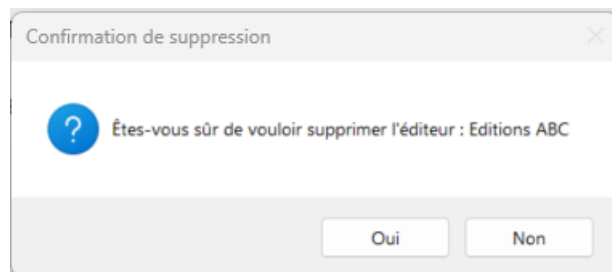 Confirmation de suppression
Êtes-vous sûr de vouloir supprimer l'éditeur : Editions ABC
Oui Non